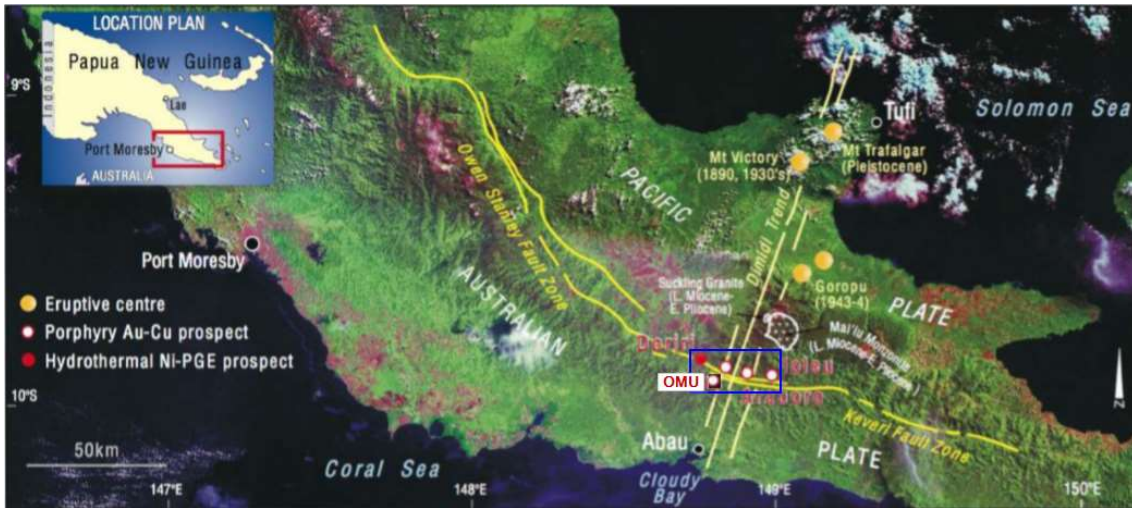 LOCATION PLAN
Papua New Guinea
Indonesia
Lae
Port Moresby
AUSTRALIA
9°S
10°S
Port Moresby
Eruptive centre
Porphyry Au-Cu prospect
Hydrothermal Ni-PGE prospect
50km
Coral Sea
147°E
148°E
149°E
150°E
Owen Stanley Fault Zone
PACIFIC
AUSTRALIAN
Mt Victory
(1890, 1930's)
Tufi
Solomon Sea
Mt Trafalgar
(Pleistocene)
Dimidi Trend
Goropu
(1943-4)
PLATE
Suckling Granite
(L. Miocene-
E. Pliocene)
Mai'iu Monzonite
(L. Miocene-E. Pliocene)
Doriri
OMU
Keveri Fault Zone
PLATE
Abau
Cloudy
Bay
N